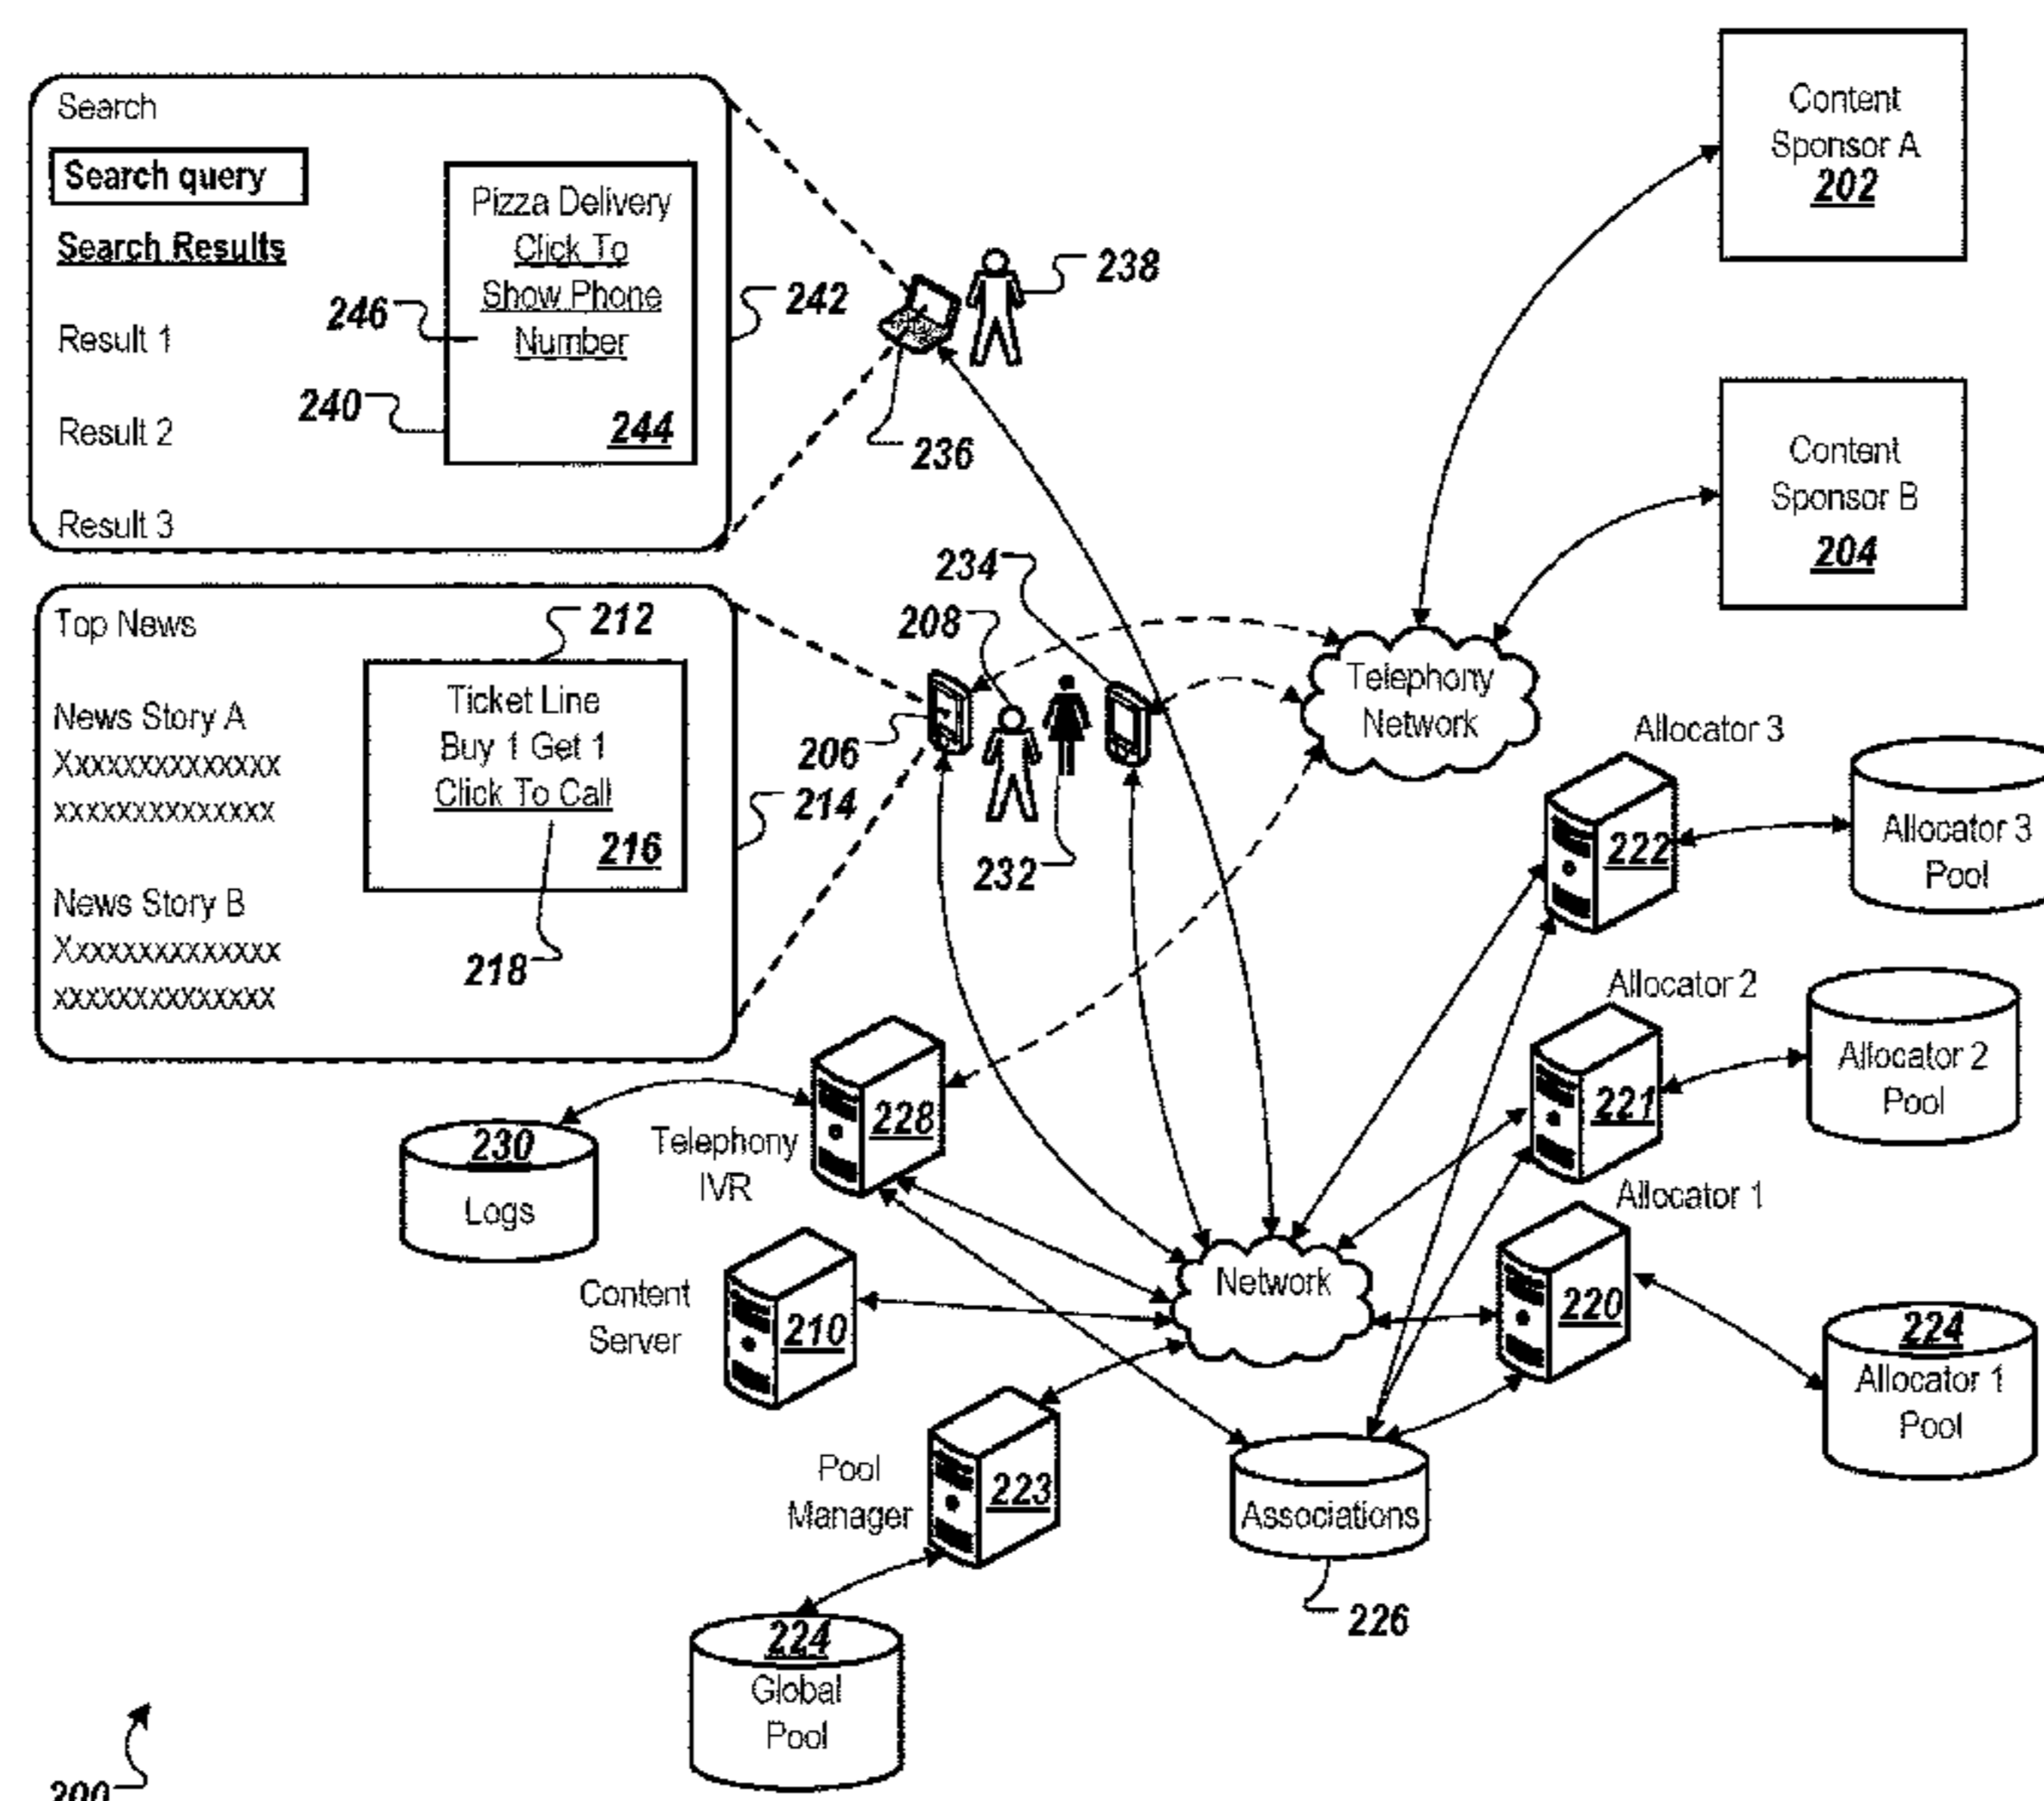 Search
Search query
Search Results
Result 1
Result 2
Result 3
Pizza Delivery
Click To
Show Phone
Number
244
246
240
242
238
236
Content
Sponsor A
202
Content
Sponsor B
204
Top News
News Story A
Xxxxxxxxxxxxxx
xxxxxxxxxxxxxx
News Story B
Xxxxxxxxxxxxxx
xxxxxxxxxxxxxx
212
Ticket Line
Buy 1 Get 1
Click To Call
216
218
214
206
208
234
232
Telephony
Network
Allocator 3
222
Allocator 3
Pool
Allocator 2
221
Allocator 2
Pool
Allocator 1
220
224
Allocator 1
Pool
228
Telephony
IVR
230
Logs
Content
Server
210
Network
Pool
Manager
223
Associations
226
224
Global
Pool
200